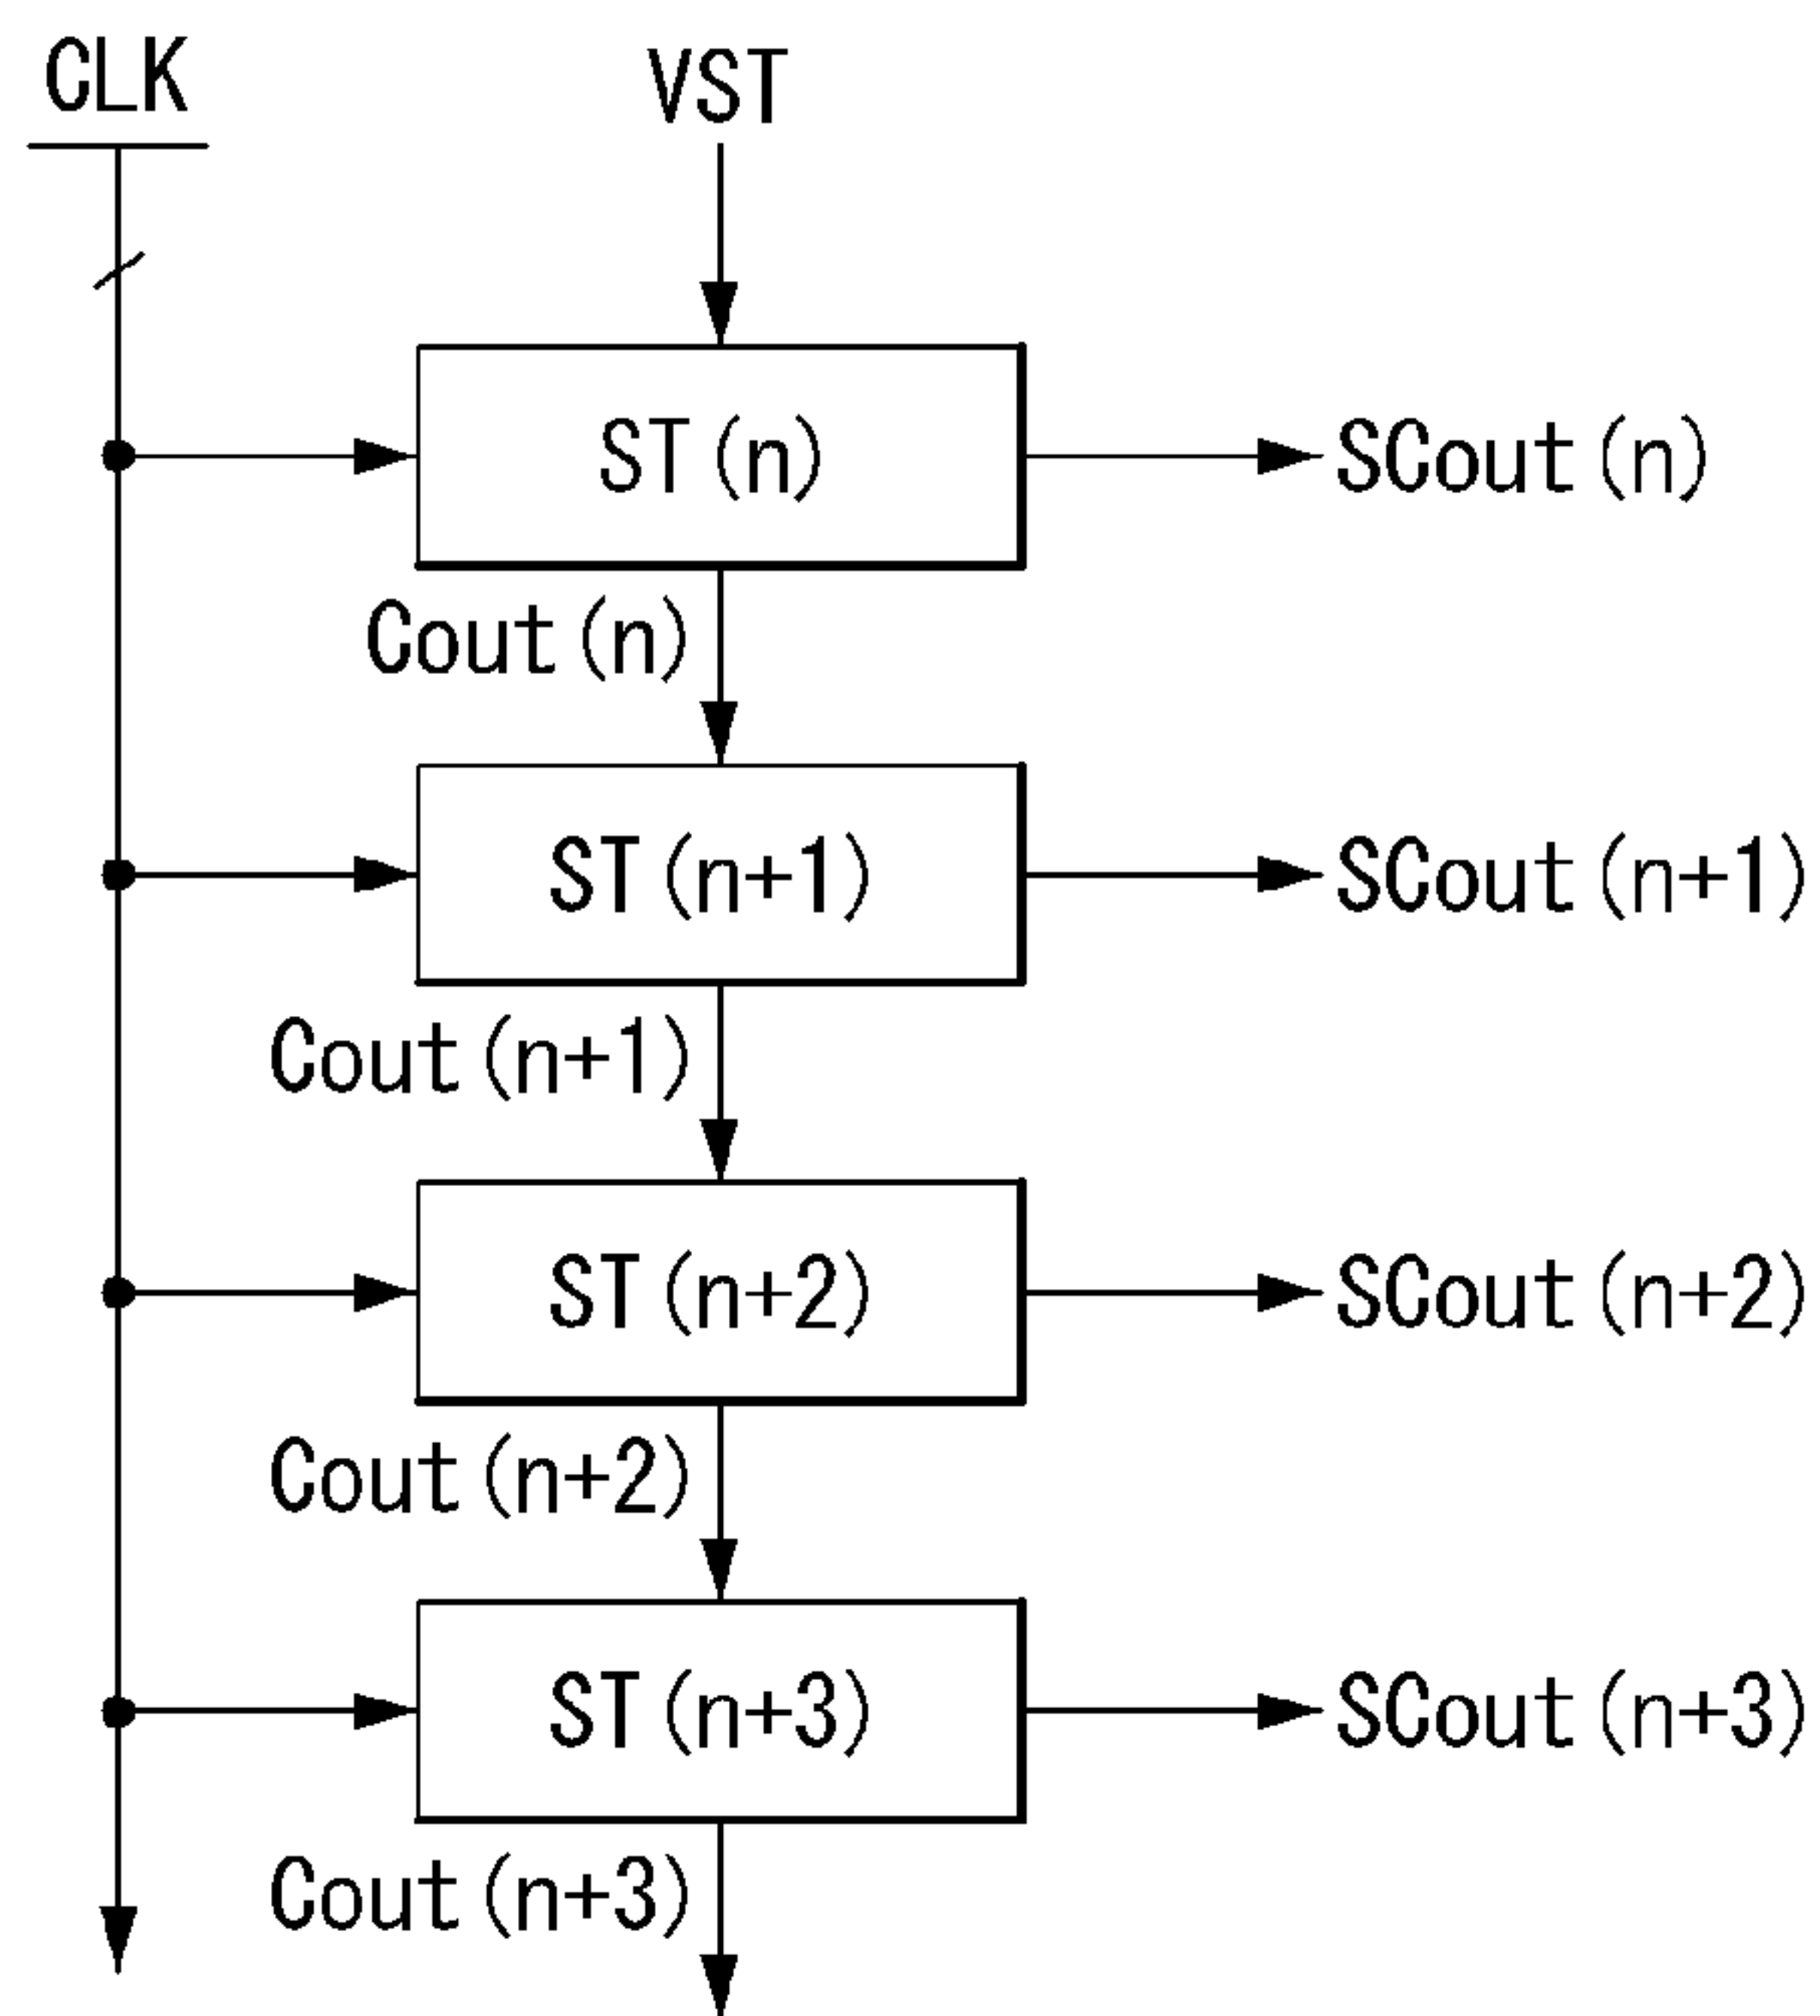 CLK
VST
ST(n)
SCout(n)
Cout(n)
ST(n+1)
SCout(n+1)
Cout(n+1)
ST(n+2)
SCout(n+2)
Cout(n+2)
ST(n+3)
SCout(n+3)
Cout(n+3)